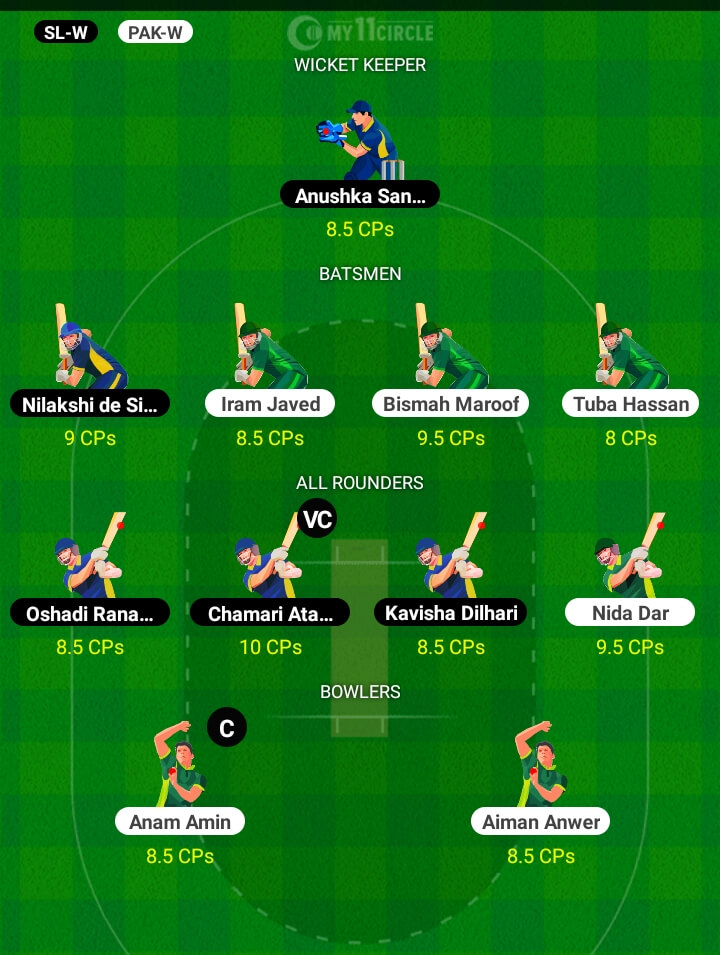 SL-W PAK-W MY11CIRCLE
WICKET KEEPER
Anushka San...
8.5 CPs
BATSMEN
Nilakshi de Si... Iram Javed Bismah Maroof Tuba Hassan
9 CPs 8.5 CPs 9.5 CPs 8 CPs
ALL ROUNDERS
VC
Oshadi Rana... Chamari Ata... Kavisha Dilhari Nida Dar
8.5 CPs 10 CPs 8.5 CPs 9.5 CPs
BOWLERS
C
Anam Amin Aiman Anwer
8.5 CPs 8.5 CPs